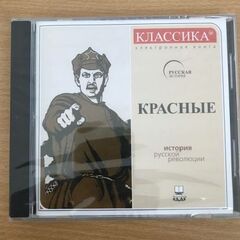 КЛАССИКА
электронная книга
РУССКАЯ
ИСТОРИЯ
КРАСНЫЕ
история
русской
революции